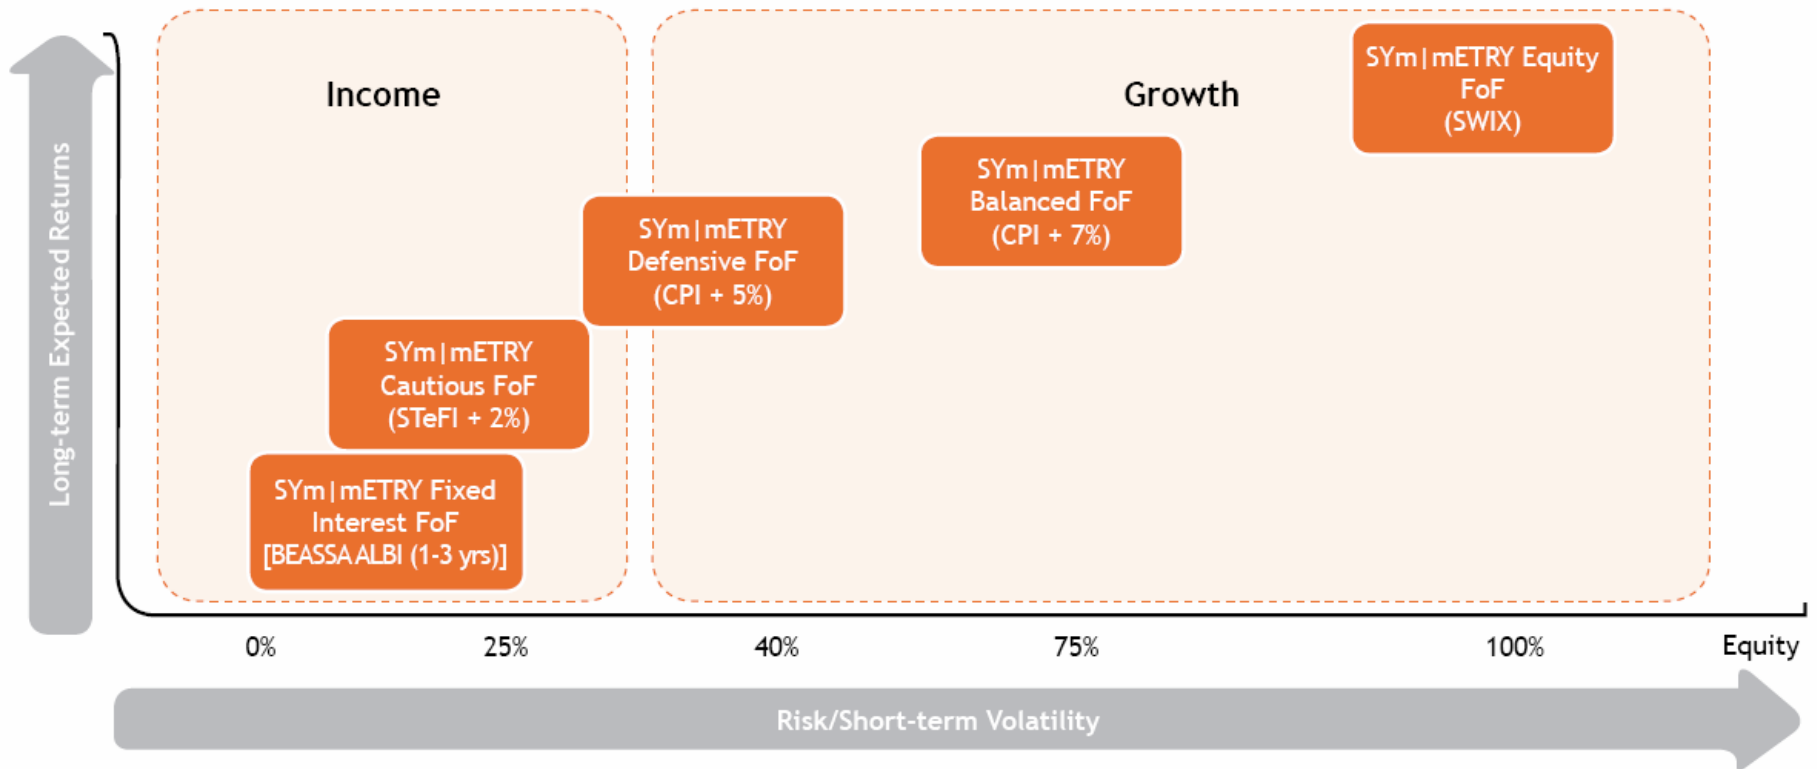 Income
Growth
SYm|mETRY Equity
FoF
(SWIX)
SYm|mETRY
Balanced FoF
(CPI + 7%)
SYm|mETRY
Defensive FoF
(CPI + 5%)
SYm|mETRY
Cautious FoF
(STeFI + 2%)
SYm|mETRY Fixed
Interest FoF
[BEASSA ALBI (1-3 yrs)]
Long-term Expected Returns
0% 25% 40% 75% 100% Equity
Risk/Short-term Volatility